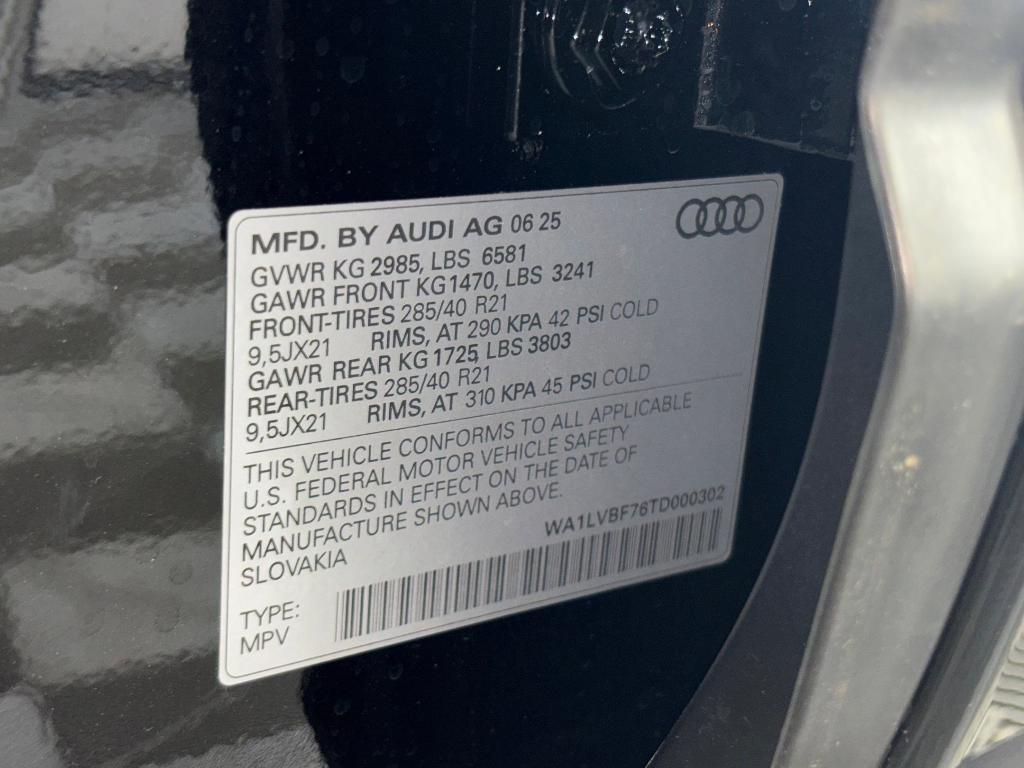 MFD. BY AUDI AG 06 25
GVWR KG 2985, LBS 6581
GAWR FRONT KG1470, LBS 3241
FRONT-TIRES 285/40 R21
9,5JX21 RIMS, AT 290 KPA 42 PSI COLD
GAWR REAR KG 1725, LBS 3803
REAR-TIRES 285/40 R21
9,5JX21 RIMS, AT 310 KPA 45 PSI COLD
THIS VEHICLE CONFORMS TO ALL APPLICABLE
U.S. FEDERAL MOTOR VEHICLE SAFETY
STANDARDS IN EFFECT ON THE DATE OF
MANUFACTURE SHOWN ABOVE.
SLOVAKIA
WA1LVBF76TD000302
TYPE:
MPV